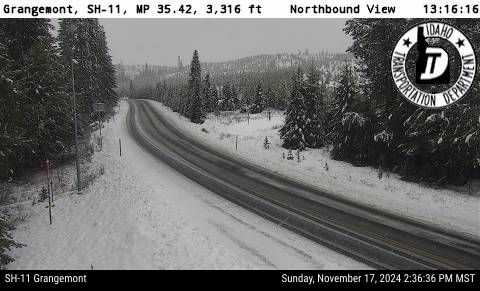 Grangemont, SH-11, MP 35.42, 3,316 ft Northbound View 13:16:16
IDAHO
TRANSPORTATION DEPARTMENT
SH-11 Grangemont Sunday, November 17, 2024 2:36:36 PM MST